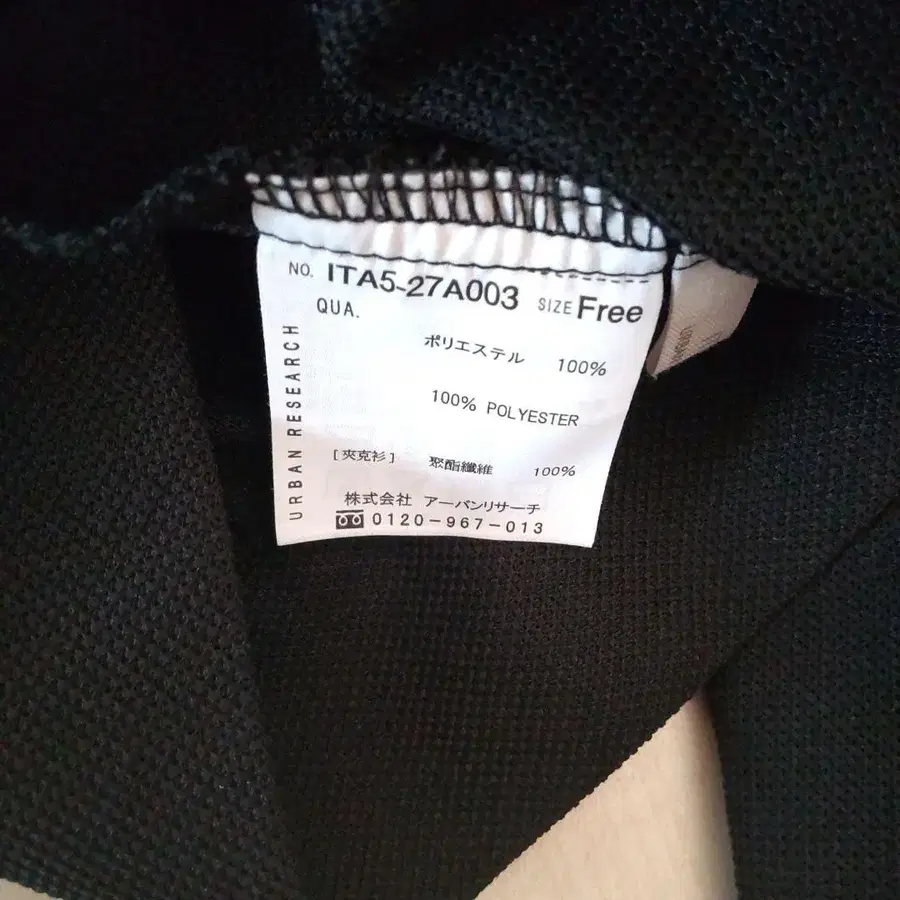 NO. ITA5-27A003 SIZE Free
QUA.
ポリエステル 100%
100% POLYESTER
[夾克衫] 聚酯纖維 100%
株式会社 アーバンリサーチ
0120-967-013
URBAN RESEARCH